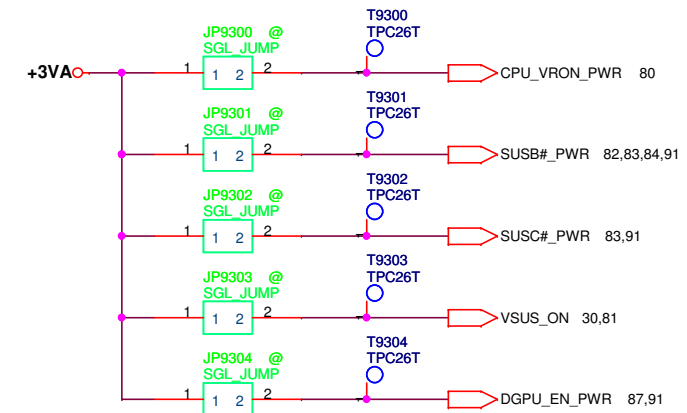 T9300
JP9300 @ TPC26T
SGL_JUMP
+3VA 1 1 2 2 CPU_VRON_PWR 80
T9301
JP9301 @ TPC26T
SGL_JUMP
1 1 2 2 SUSB#_PWR 82,83,84,91
T9302
JP9302 @ TPC26T
SGL_JUMP
1 1 2 2 SUSC#_PWR 83,91
T9303
JP9303 @ TPC26T
SGL_JUMP
1 1 2 2 VSUS_ON 30,81
T9304
JP9304 @ TPC26T
SGL_JUMP
1 1 2 2 DGPU_EN_PWR 87,91